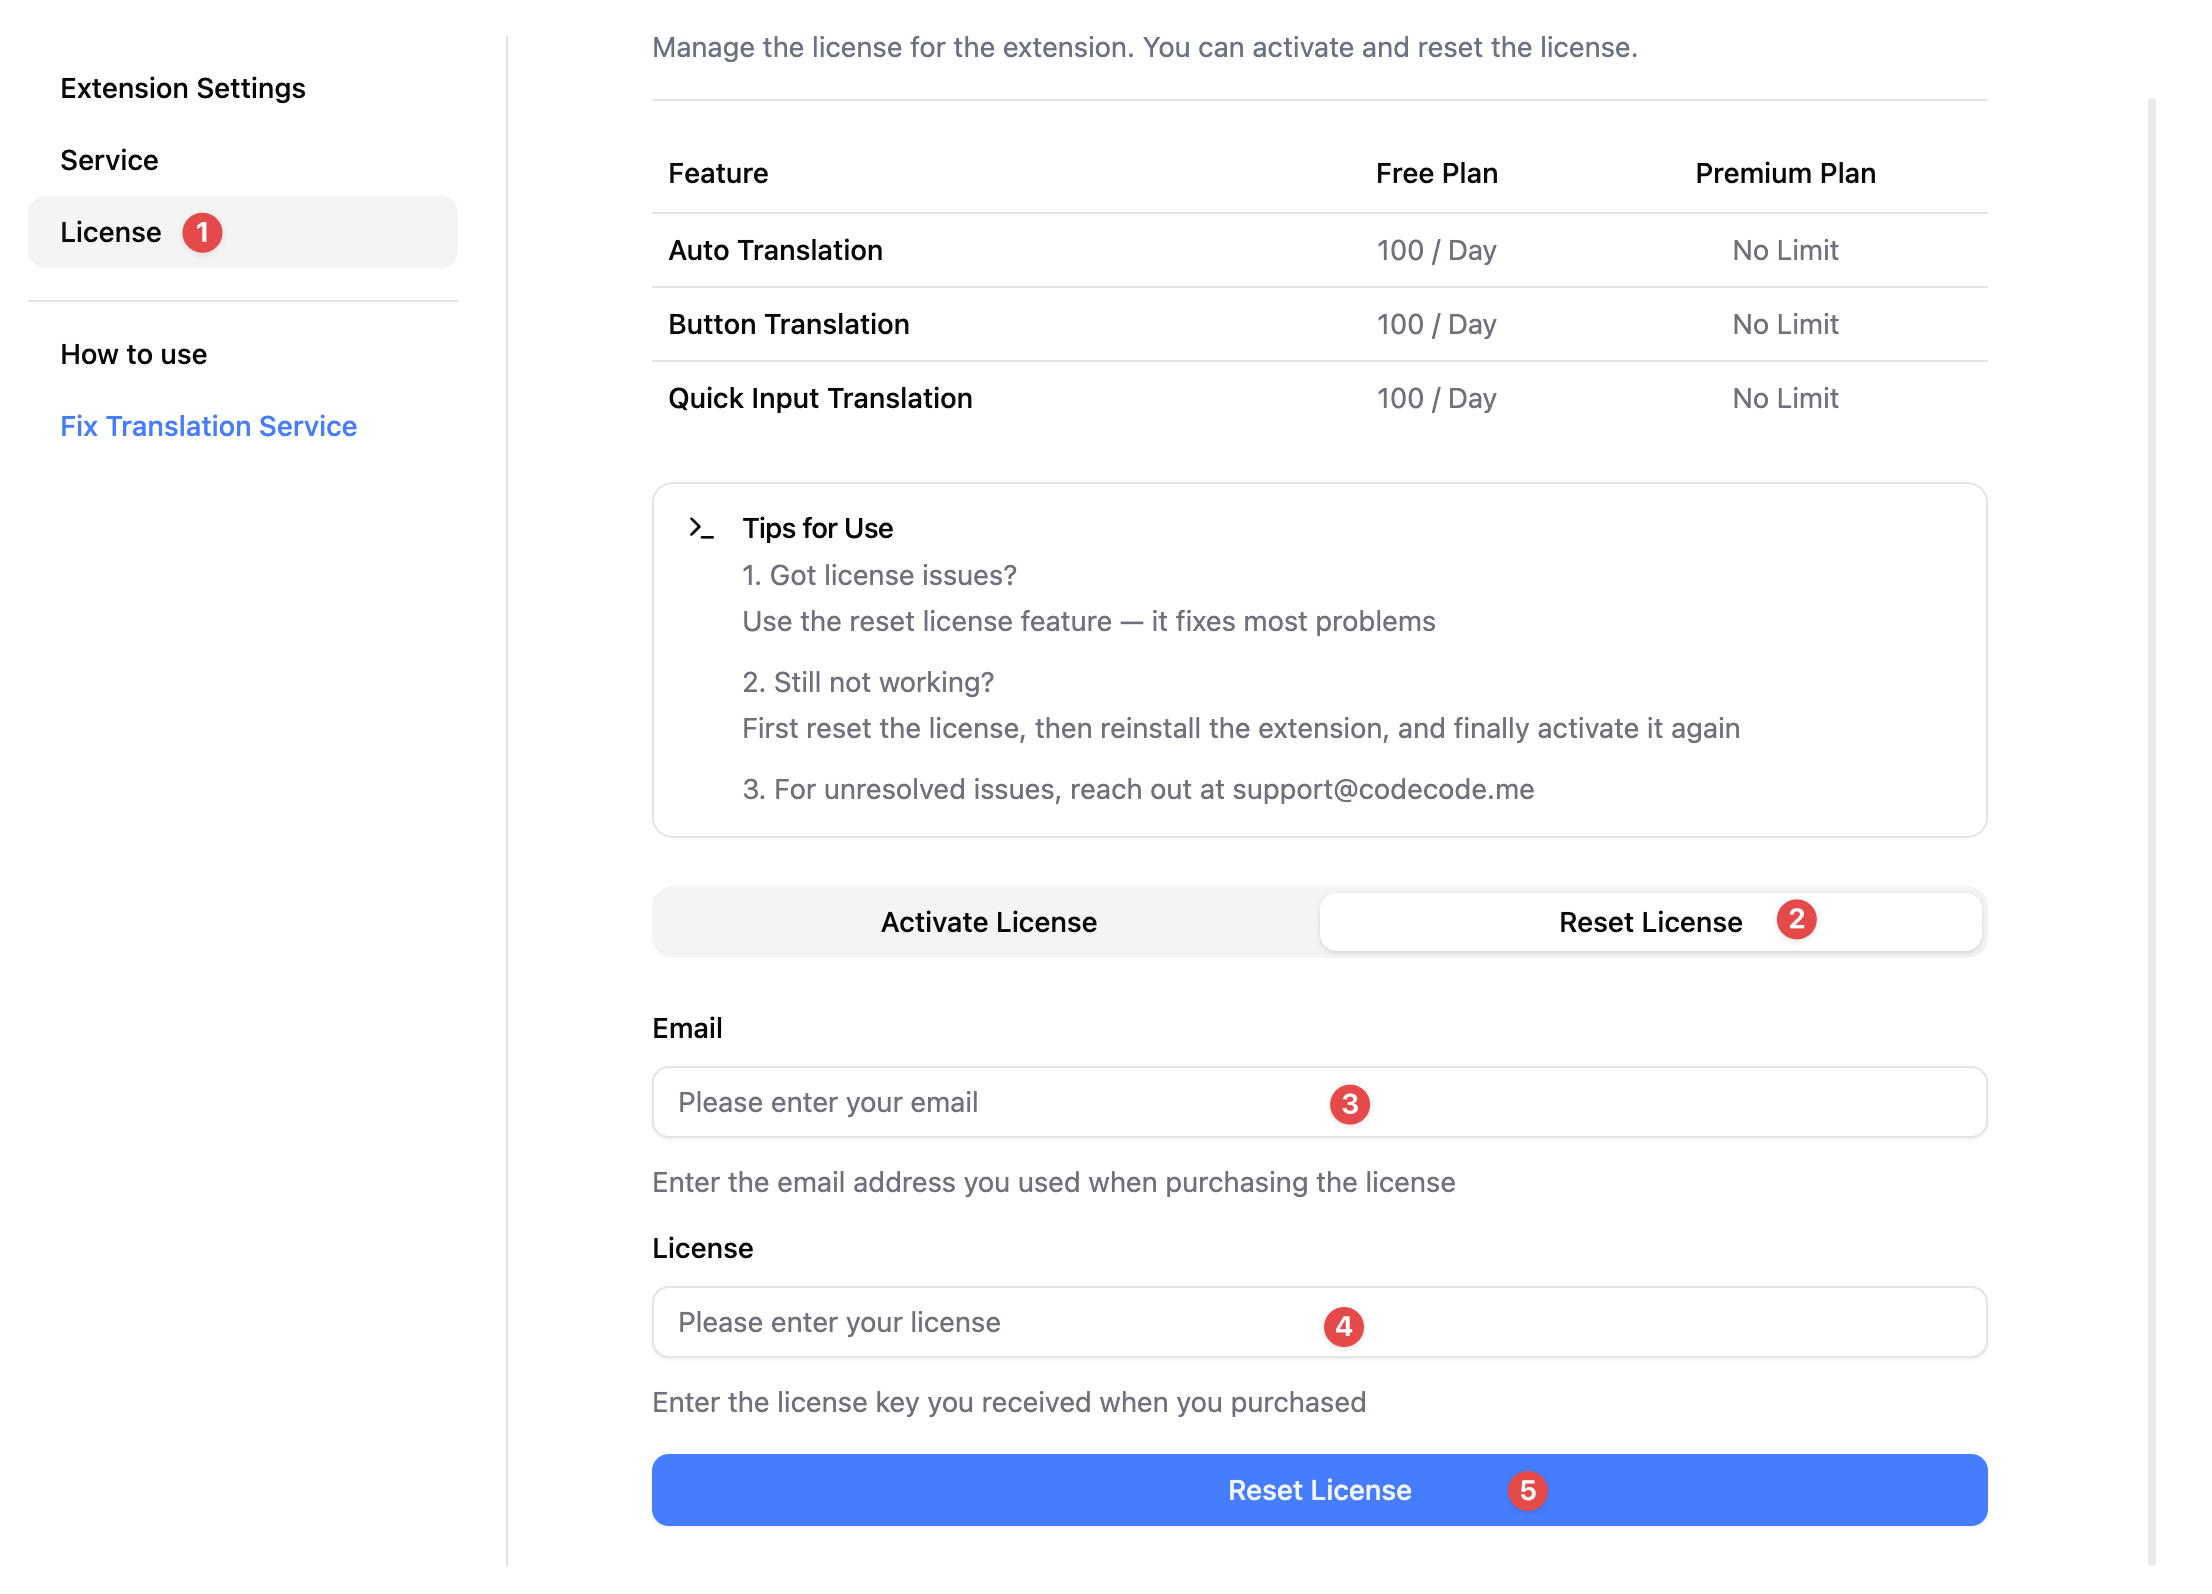 Extension Settings
Service
License 1
How to use
Fix Translation Service
Manage the license for the extension. You can activate and reset the license.
Feature Free Plan Premium Plan
Auto Translation 100 / Day No Limit
Button Translation 100 / Day No Limit
Quick Input Translation 100 / Day No Limit
Tips for Use
1. Got license issues?
Use the reset license feature — it fixes most problems
2. Still not working?
First reset the license, then reinstall the extension, and finally activate it again
3. For unresolved issues, reach out at support@codecode.me
Activate License Reset License 2
Email
Please enter your email 3
Enter the email address you used when purchasing the license
License
Please enter your license 4
Enter the license key you received when you purchased
Reset License 5